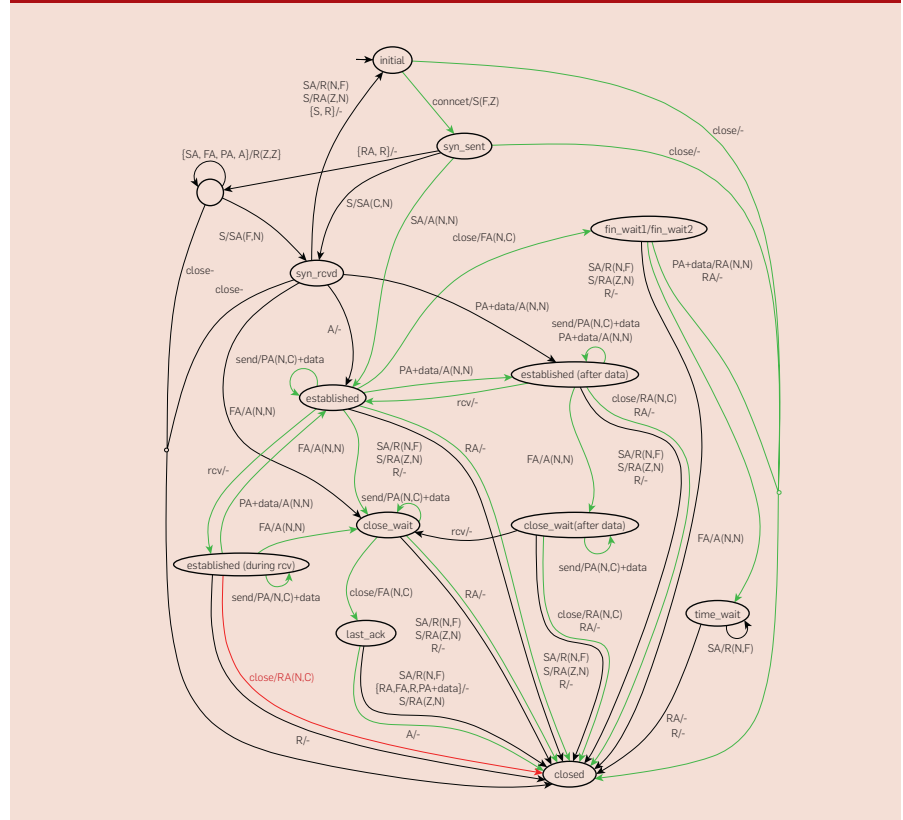 initial
SA/R(N,F)
S/RA(Z,N)
[S, R]/-
conncet/S(F,Z)
close/-
syn_sent
close/-
[SA, FA, PA, A]/R(Z,Z)
[RA, R]/-
S/SA(C,N)
SA/A(N,N)
S/SA(F,N)
close/FA(N,C)
fin_wait1/fin_wait2
close-
close-
syn_rcvd
SA/R(N,F)
S/RA(Z,N)
R/-
PA+data/RA(N,N)
RA/-
PA+data/A(N,N)
A/-
send/PA(N,C)+data
PA+data/A(N,N)
send/PA(N,C)+data
PA+data/A(N,N)
established (after data)
established
rcv/-
close/RA(N,C)
RA/-
FA/A(N,N)
FA/A(N,N)
SA/R(N,F)
S/RA(Z,N)
R/-
RA/-
FA/A(N,N)
SA/R(N,F)
S/RA(Z,N)
R/-
rcv/-
send/PA(N,C)+data
PA+data/A(N,N)
FA/A(N,N)
close_wait
rcv/-
close_wait(after data)
FA/A(N,N)
established (during rcv)
send/PA(N,C)+data
send/PA(N,C)+data
close/FA(N,C)
RA/-
close/RA(N,C)
RA/-
time_wait
last_ack
SA/R(N,F)
S/RA(Z,N)
R/-
SA/R(N,F)
SA/R(N,F)
S/RA(Z,N)
R/-
close/RA(N,C)
SA/R(N,F)
[RA,FA,R,PA+data]/-
S/RA(Z,N)
R/-
A/-
RA/-
R/-
closed